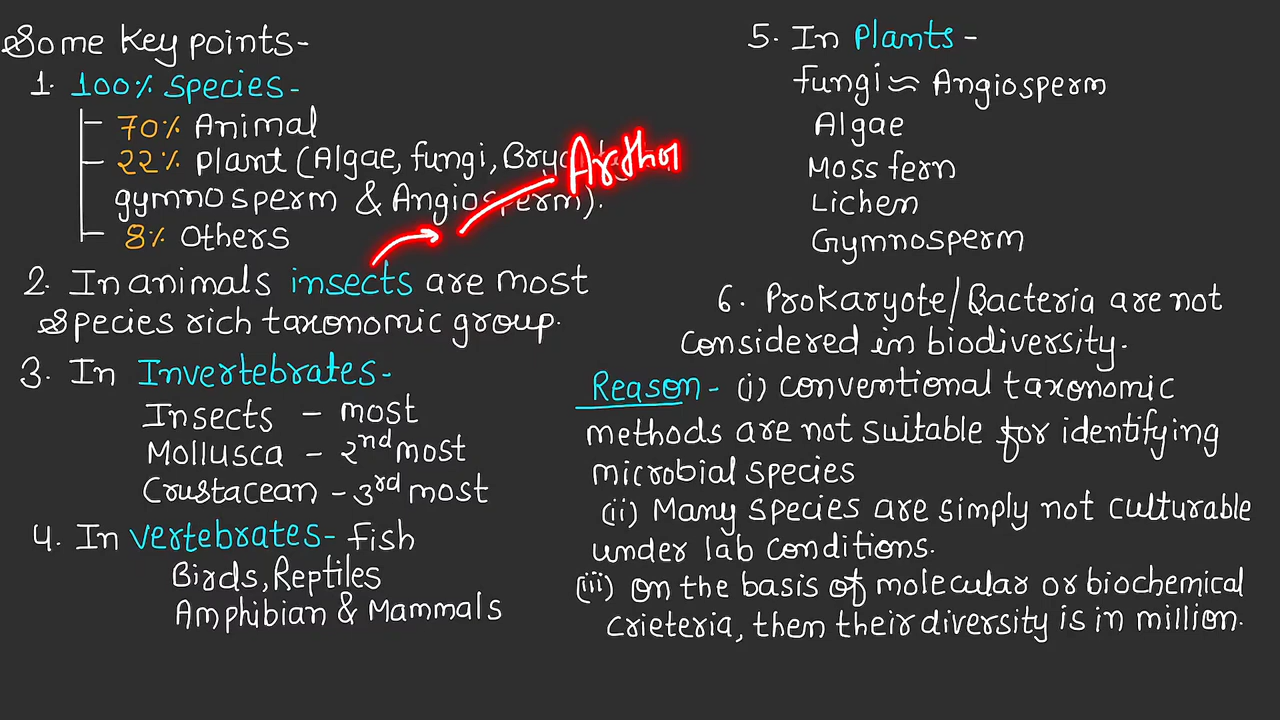 Some Key points-
1. 100% Species-
70% Animal
22% Plant (Algae, fungi,
gymnosperm & Angiosperm).
8% Others
Arthor
2. In animals insects are most
Species rich taxonomic group.
3. In Invertebrates-
Insects - most
Mollusca - 2nd most
Crustacean - 3rd most
4. In vertebrates- Fish
Birds, Reptiles
Amphibian & Mammals
5. In Plants -
fungi ≈ Angiosperm
Algae
Moss fern
Lichen
Gymnosperm
6. Prokaryote/Bacteria are not
considered in biodiversity.
Reason - (i) conventional taxonomic
methods are not suitable for identifying
microbial species
(ii) Many species are simply not culturable
under lab conditions.
(iii) on the basis of molecular or biochemical
crieteria, then their diversity is in million.